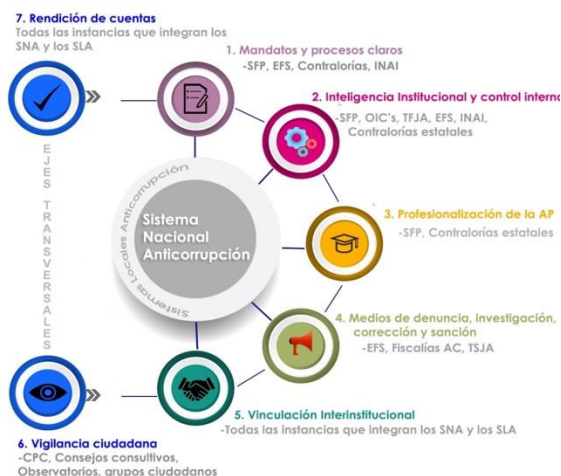 7. Rendición de cuentas
Todas las instancias que integran los
SNA y los SLA
1. Mandatos y procesos claros
-SFP, EFS, Contralorías, INAI
2. Inteligencia Institucional y control interno
-SFP, OIC's, TFJA, EFS, INAI,
Contralorías estatales
3. Profesionalización de la AP
-SFP, Contralorías estatales
4. Medios de denuncia, investigación,
corrección y sanción
-EFS, Fiscalías AC, TSJA
5. Vinculación Interinstitucional
-Todas las instancias que integran los SNA y los SLA
6. Vigilancia ciudadana
-CPC, Consejos consultivos,
Observatorios, grupos ciudadanos
EJES TRANSVERSALES
Sistemas Locales Anticorrupción
Sistema
Nacional
Anticorrupción